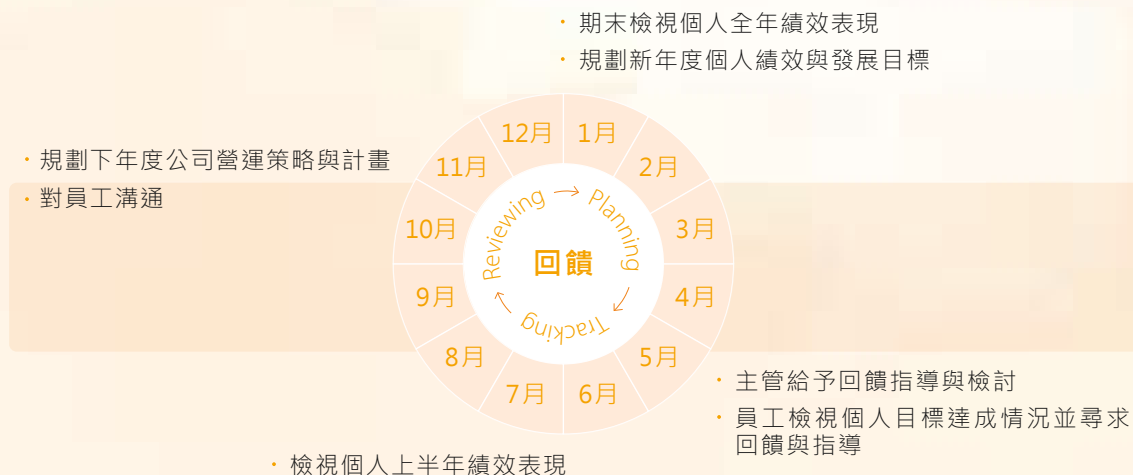 ・期末檢視個人全年績效表現
・規劃新年度個人績效與發展目標
・規劃下年度公司營運策略與計畫
・對員工溝通
12月
1月
11月
2月
10月
3月
9月
4月
8月
5月
7月
6月
Reviewing → Planning → Tracking →
回饋
・主管給予回饋指導與檢討
・員工檢視個人目標達成情況並尋求
回饋與指導
・檢視個人上半年績效表現